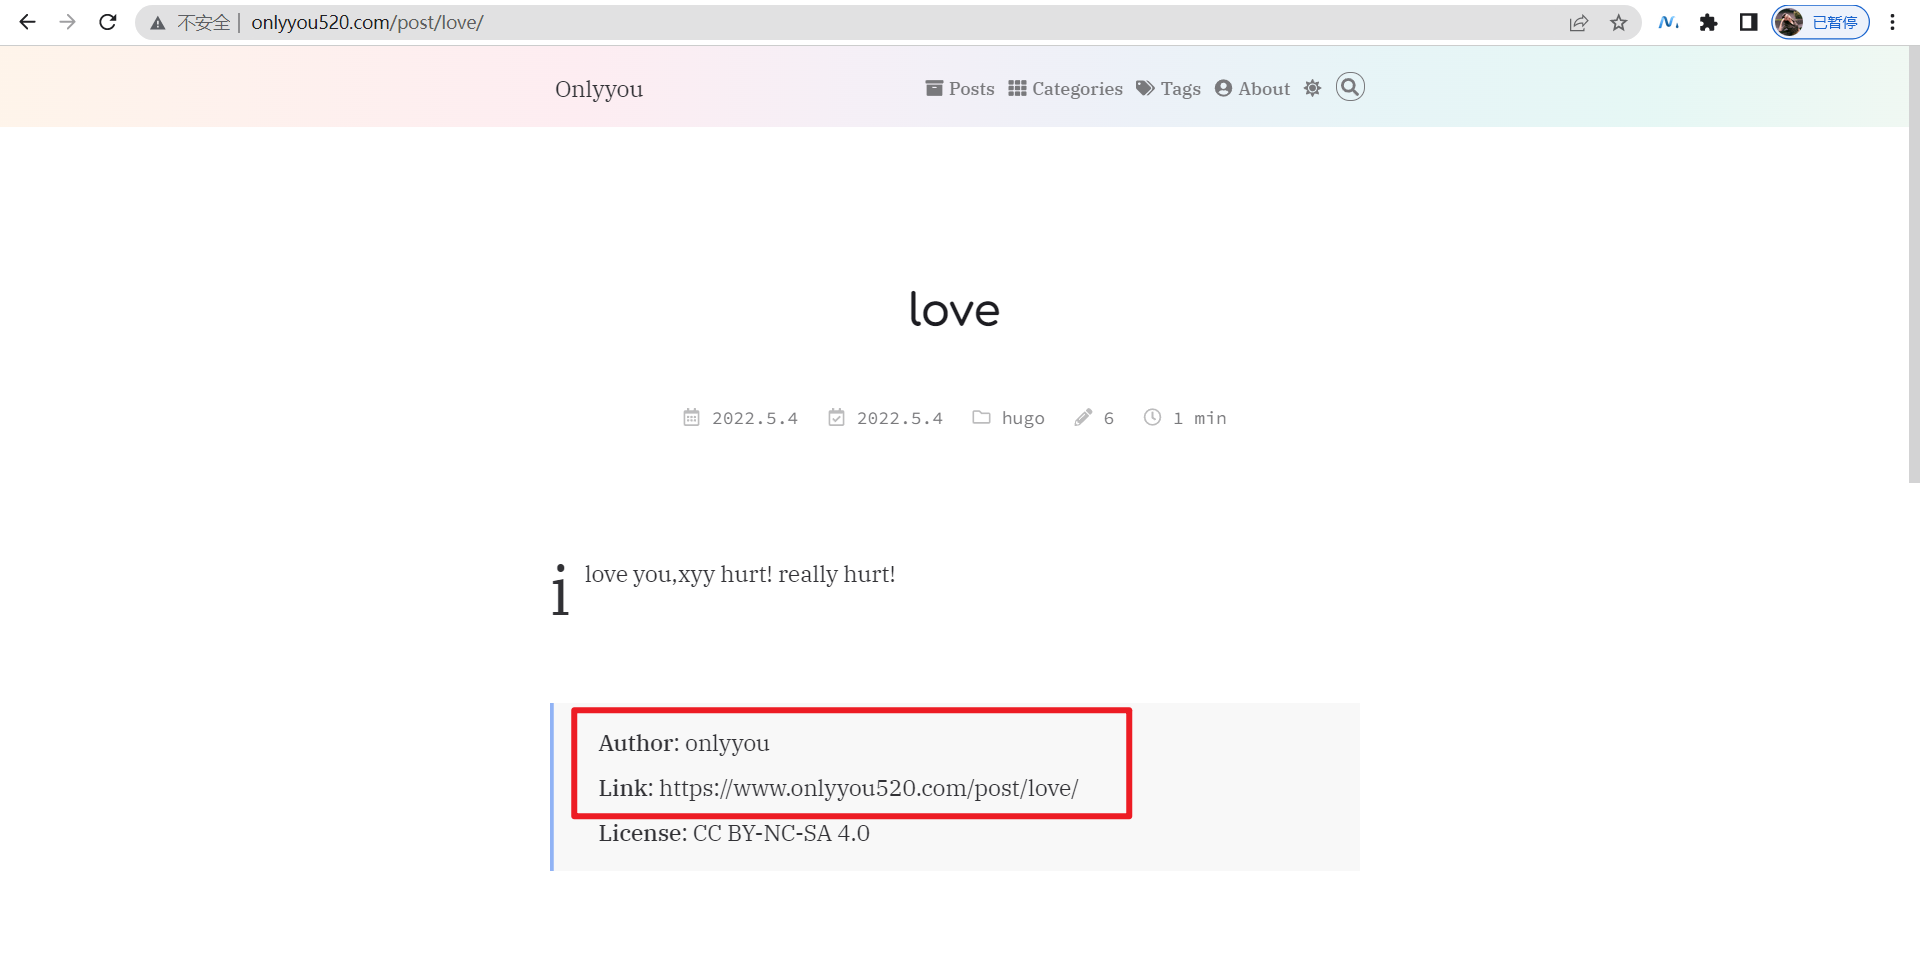 不安全 | onlyyou520.com/post/love/
已暂停
Onlyyou
Posts Categories Tags About
love
2022.5.4 2022.5.4 hugo 6 1 min
i love you,xyy hurt! really hurt!
Author: onlyyou
Link: https://www.onlyyou520.com/post/love/
License: CC BY-NC-SA 4.0